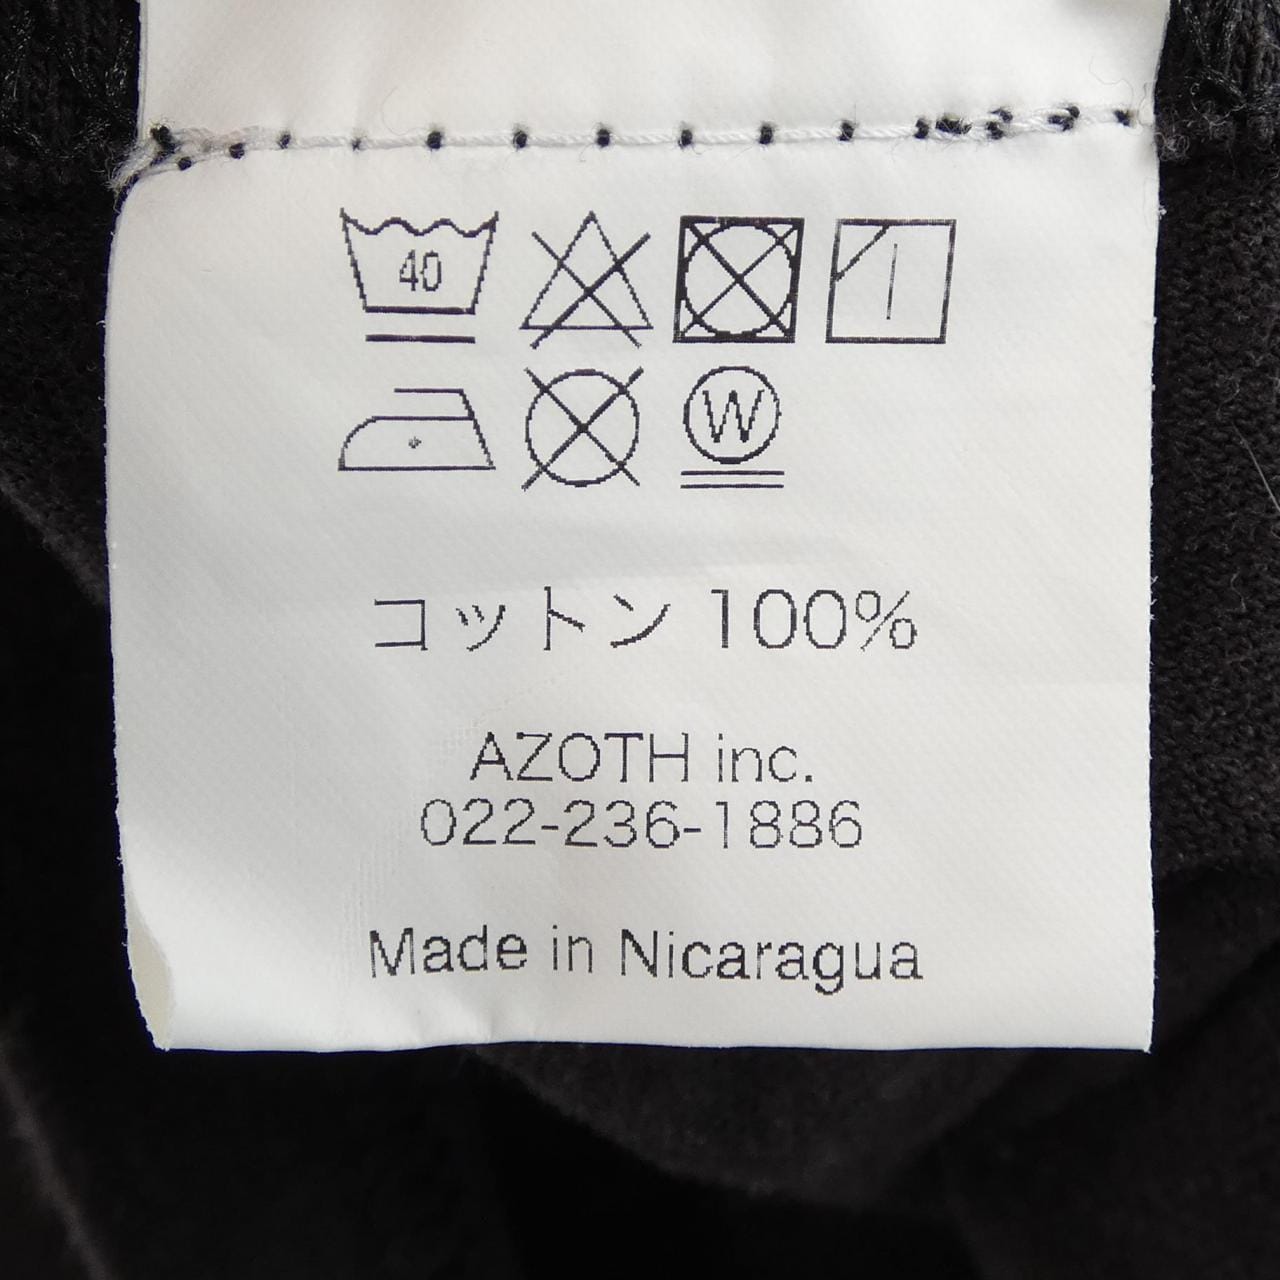 40
W
コットン 100%
AZOTH inc.
022-236-1886
Made in Nicaragua